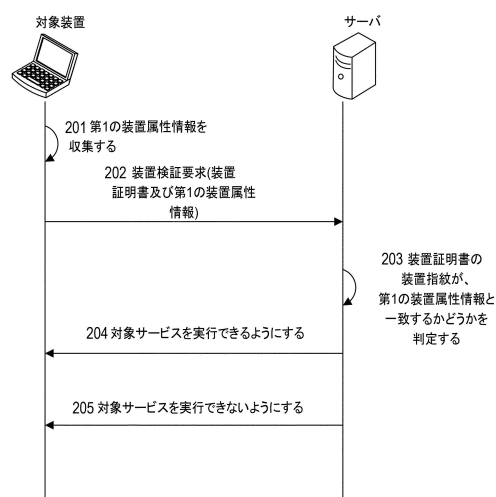 対象装置
サーバ
201 第1の装置属性情報を
収集する
202 装置検証要求(装置
証明書及び第1の装置属性
情報)
203 装置証明書の
装置指紋が、
第1の装置属性情報と
一致するかどうかを
判定する
204 対象サービスを実行できるようにする
205 対象サービスを実行できないようにする